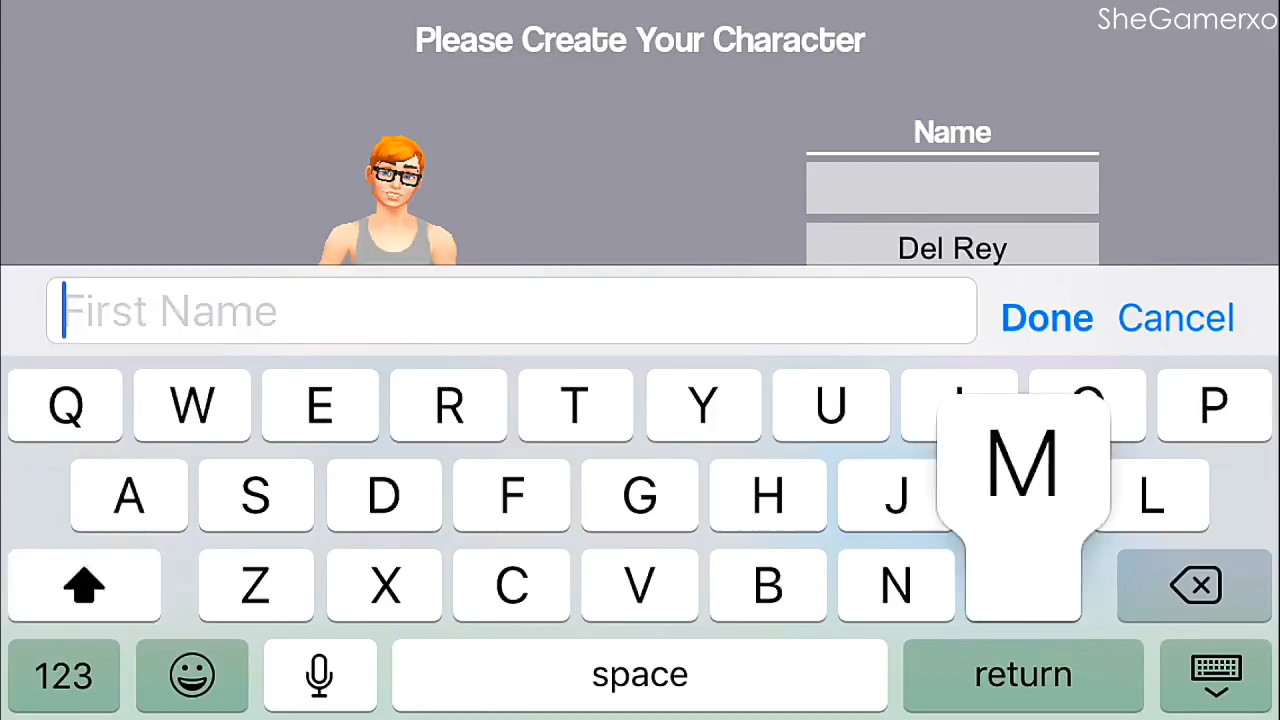 SheGamerxo
Please Create Your Character
Name
Del Rey
First Name
Done Cancel
Q W E R T Y U I O P
A S D F G H J M L
Z X C V B N
123 space return